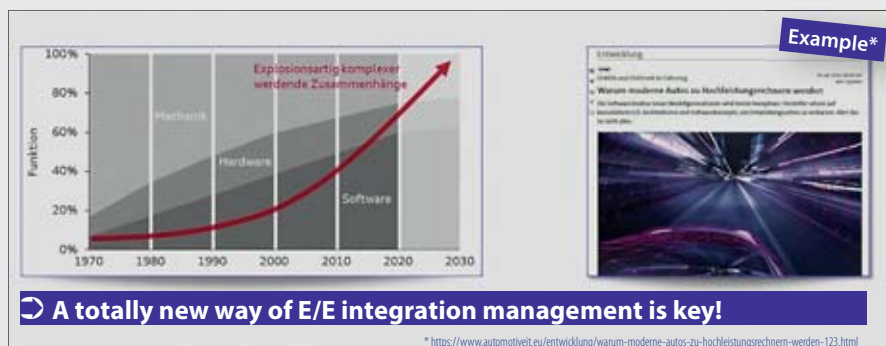 Example*
100%
80%
60%
40%
20%
0%
Funktion
Explosionsartig komplexer
werdende Zusammenhänge
Mechanik
Hardware
Software
1970 1980 1990 2000 2010 2020 2030
Entwicklung
Warum moderne Autos zu Hochleistungsrechnern werden
➲ A totally new way of E/E integration management is key!
* https://www.automotiveit.eu/entwicklung/warum-moderne-autos-zu-hochleistungsrechnern-werden-123.html